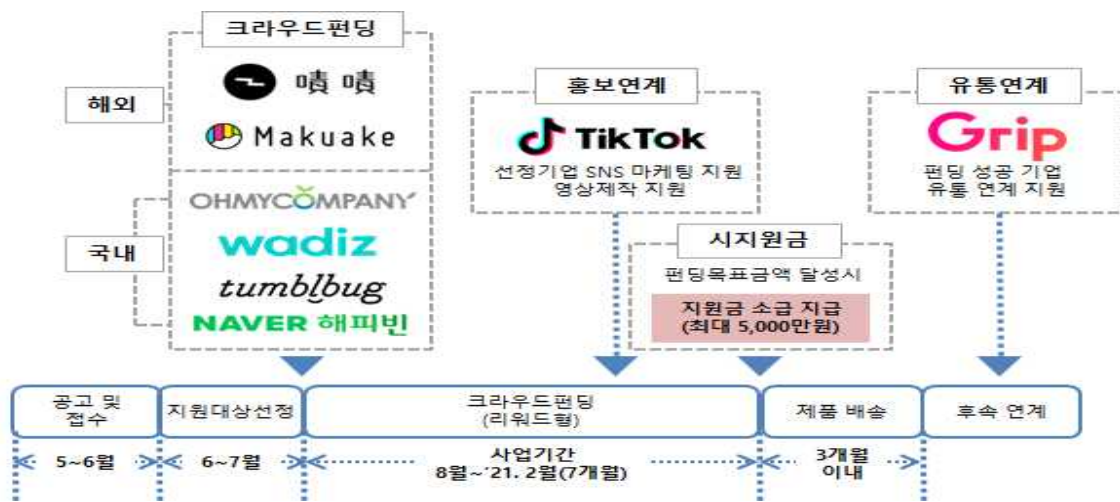 크라우드펀딩
해외
嘖嘖
Makuake
국내
OHMYCOMPANY
wadiz
tumblbug
NAVER 해피빈
홍보연계
TikTok
선정기업 SNS 마케팅 지원
영상제작 지원
유통연계
Grip
펀딩 성공 기업
유통 연계 지원
시지원금
펀딩목표금액 달성시
지원금 소급 지급
(최대 5,000만원)
공고 및
접수
지원대상선정
크라우드펀딩
(리워드형)
제품 배송
후속 연계
5~6월
6~7월
사업기간
8월~'21. 2월(7개월)
3개월
이내